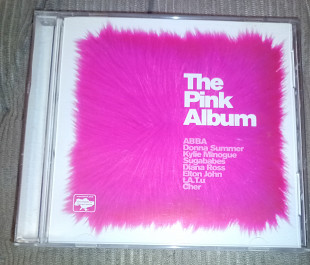 The
Pink
Album
ABBA
Donna Summer
Kylie Minogue
Sugababes
Diana Ross
Elton John
t.A.T.u
Cher